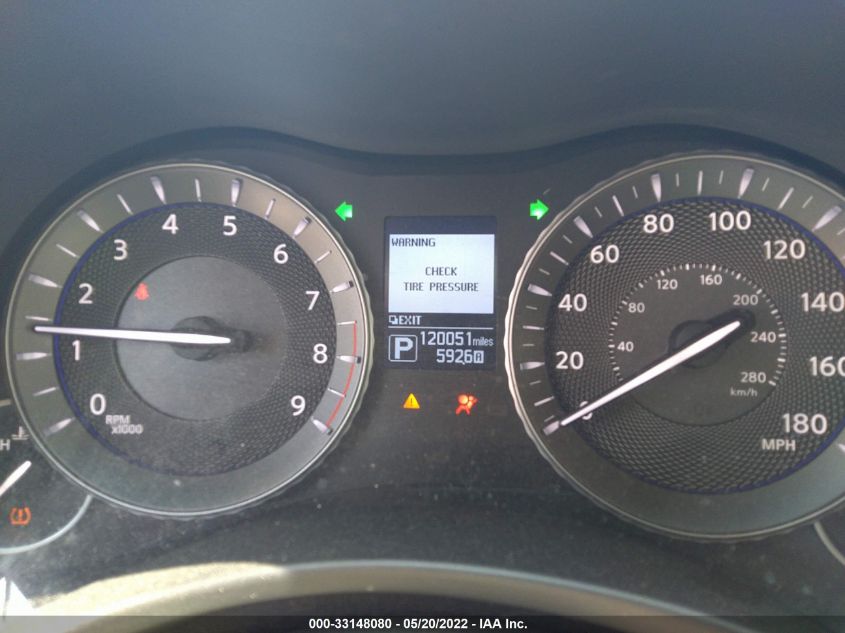 0 1 2 3 4 5 6 7 8 9
RPM
x1000
H
WARNING
CHECK
TIRE PRESSURE
EXIT
P
120051 miles
592.6 A
20 40 60 80 100 120 140 160 180
MPH
40 80 120 160 200 240 280
km/h
000-33148080 - 05/20/2022 - IAA Inc.